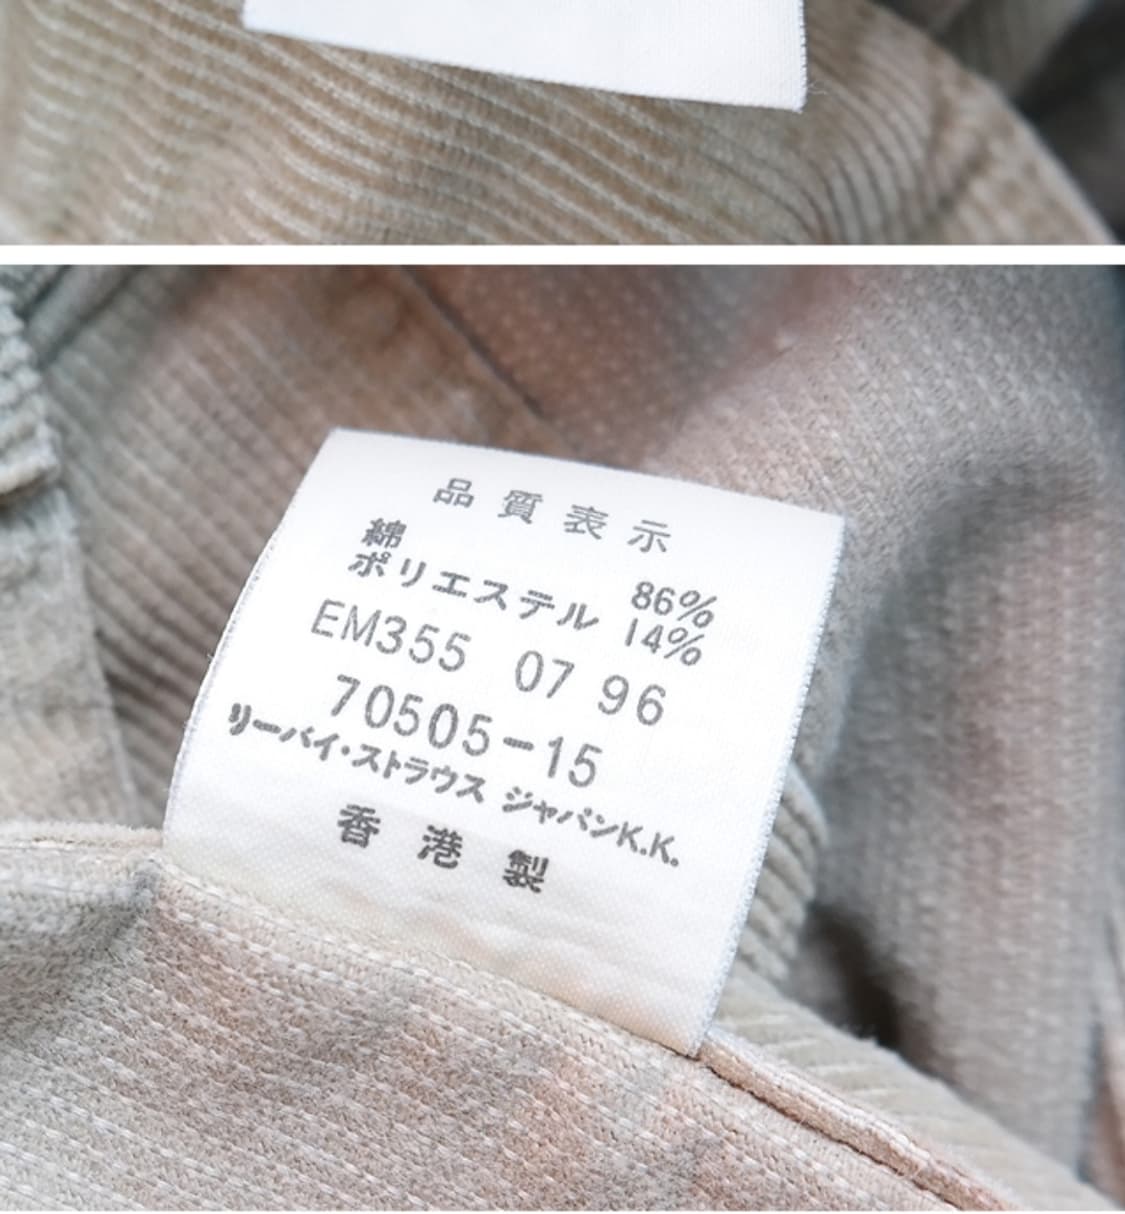 品質表示
綿 86%
ポリエステル 14%
EM355 07 96
70505-15
リーバイ・ストラウス ジャパンK.K.
香港製